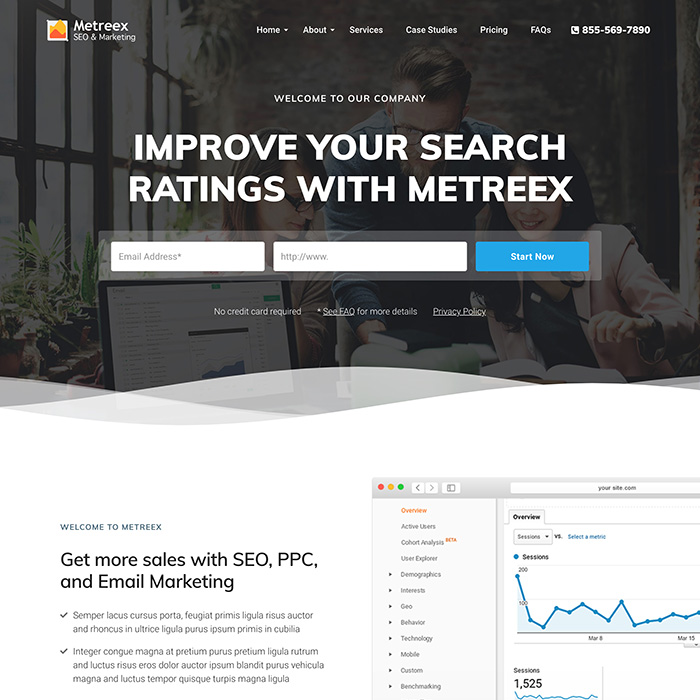 Metreex
SEO & Marketing
Home
About
Services
Case Studies
Pricing
FAQs
855-569-7890
WELCOME TO OUR COMPANY
IMPROVE YOUR SEARCH
RATINGS WITH METREEX
Email Address*
http://www.
Start Now
No credit card required
* See FAQ for more details
Privacy Policy
WELCOME TO METREEX
Get more sales with SEO, PPC,
and Email Marketing
Semper lacus cursus porta, feugiat primis ligula risus auctor
and rhoncus in ultrice ligula purus ipsum primis in cubilia
Integer congue magna at pretium purus pretium ligula rutrum
and luctus risus eros dolor auctor ipsum blandit purus vehicula
magna and luctus tempor quisque turpis magna ligula
your site.com
Overview
Active Users
Cohort Analysis BETA
User Explorer
Demographics
Interests
Geo
Behavior
Technology
Mobile
Custom
Benchmarking
Overview
Sessions
VS.
Select a metric
Sessions
200
100
Mar 8
Mar 15
Sessions
1,525